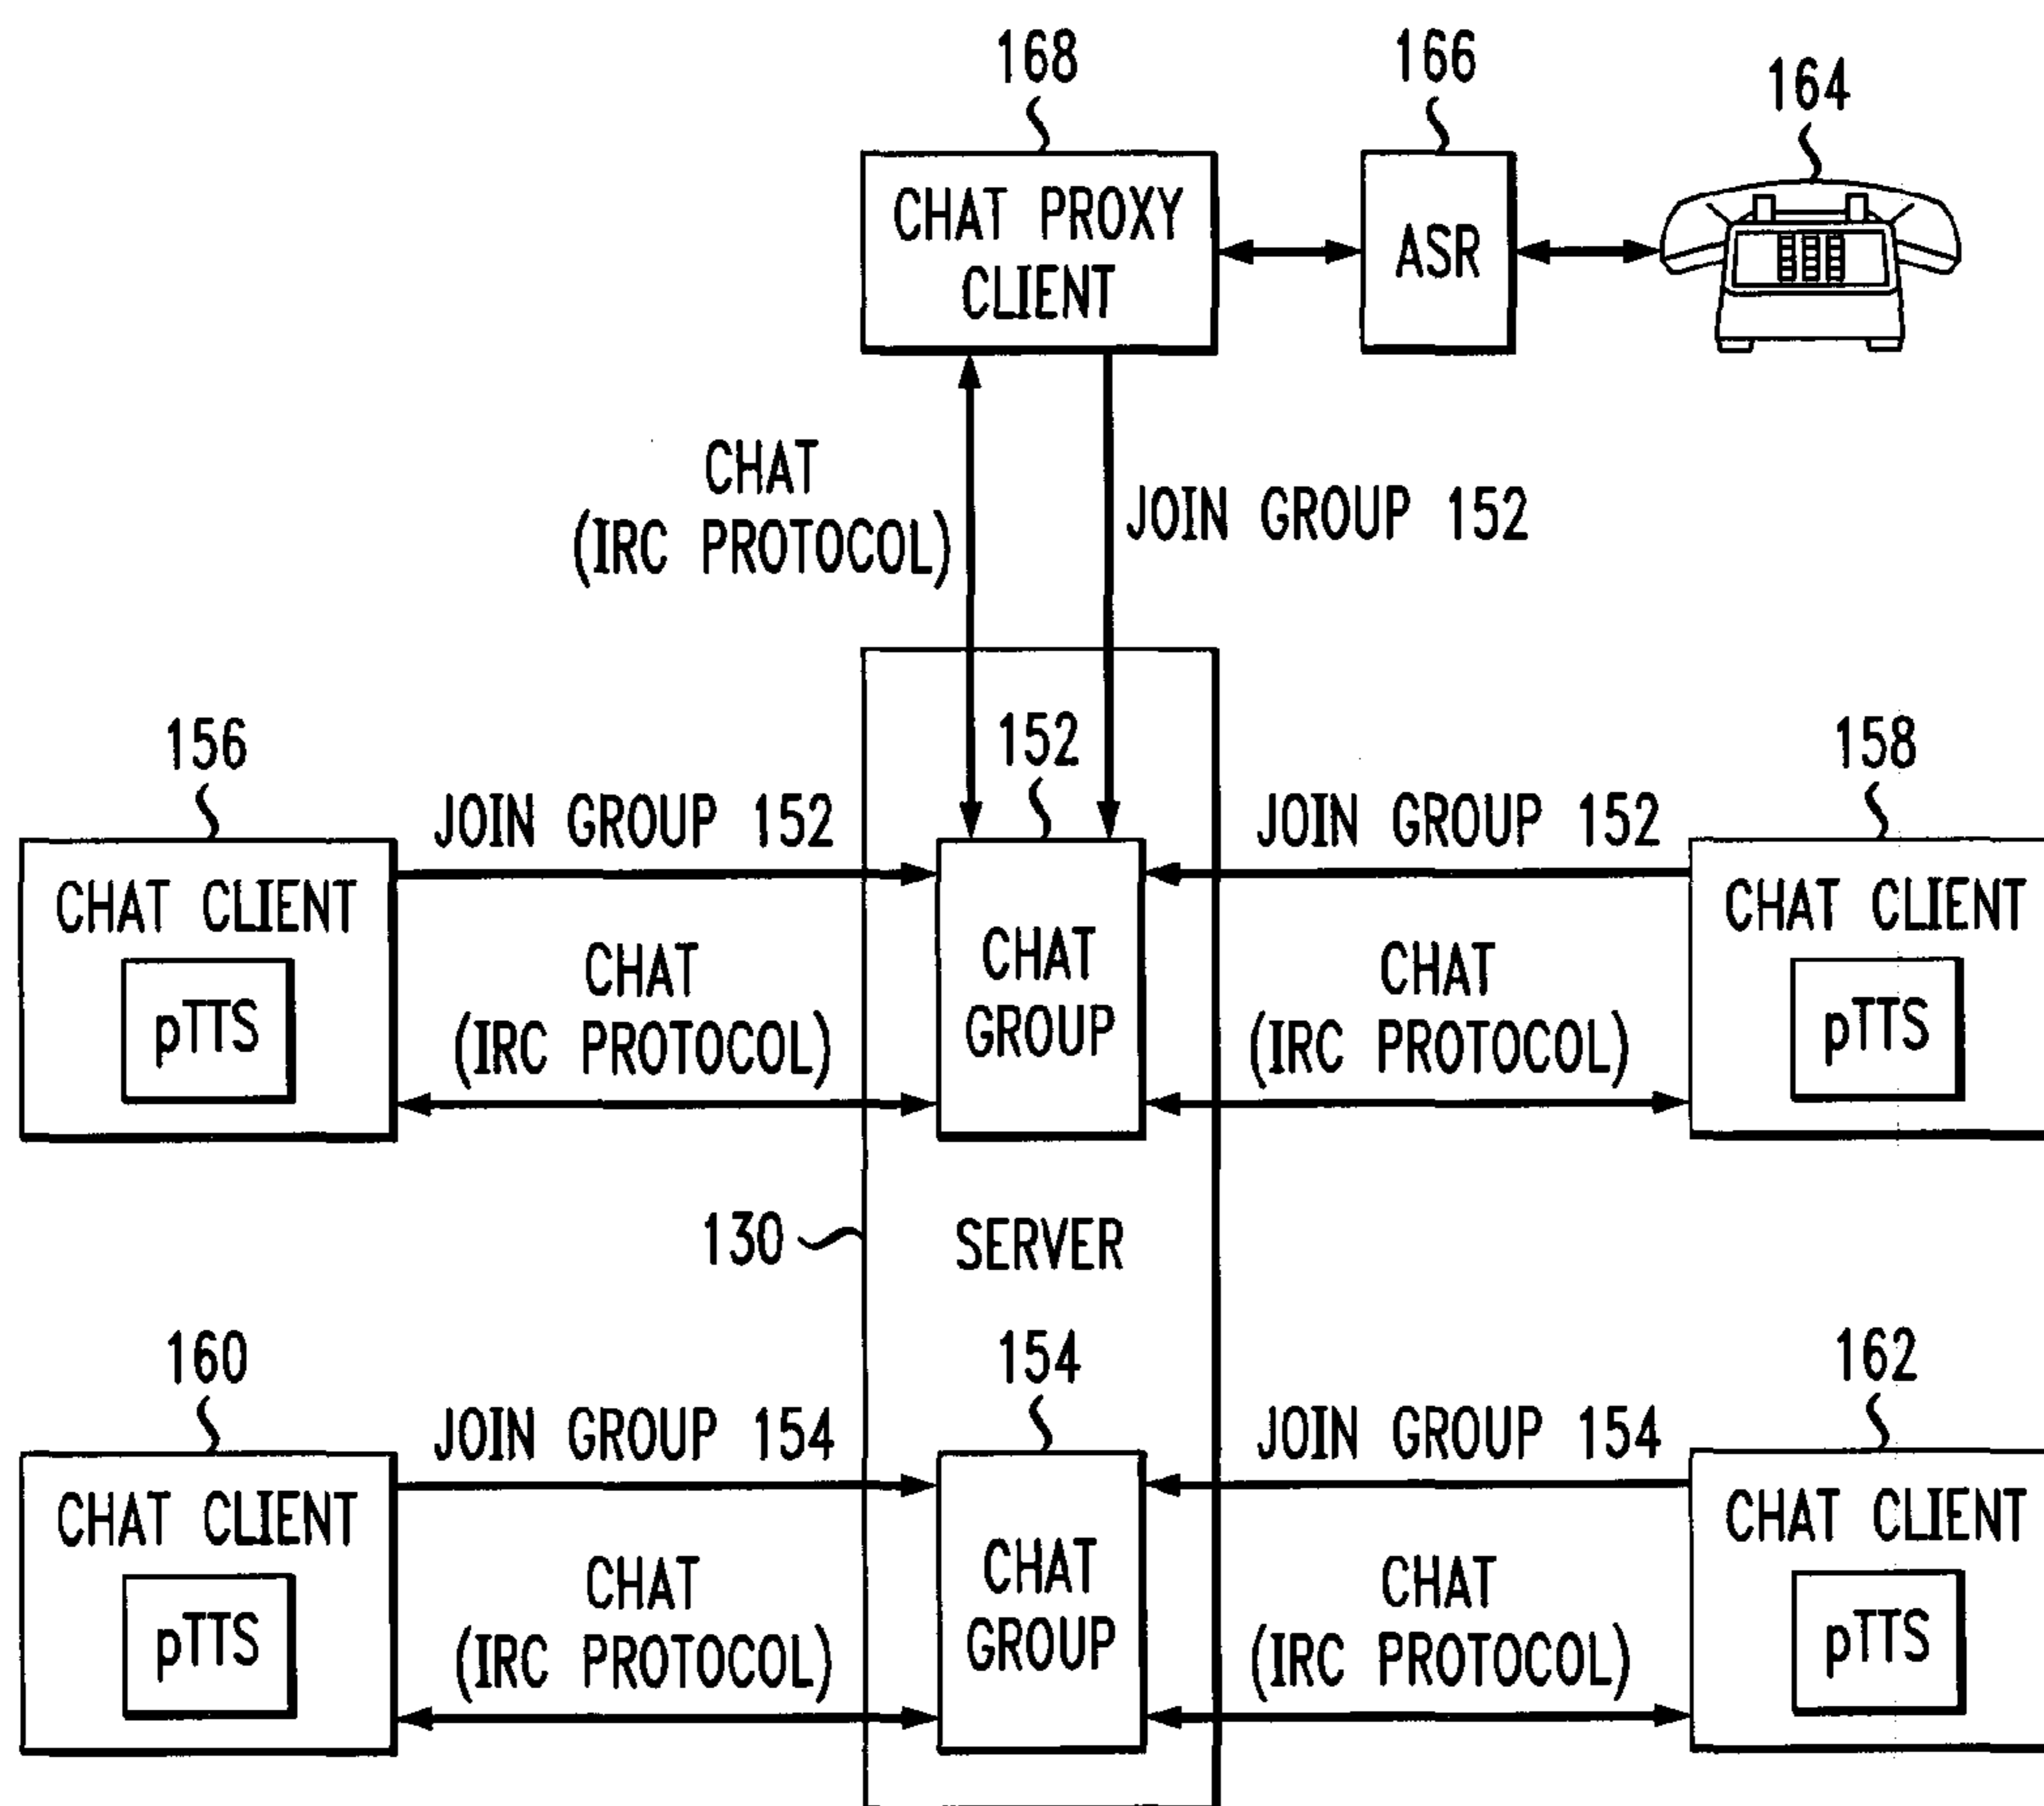 168
166
164
CHAT PROXY
CLIENT
ASR
CHAT
(IRC PROTOCOL)
JOIN GROUP 152
156
152
158
JOIN GROUP 152
JOIN GROUP 152
CHAT CLIENT
pTTS
CHAT
(IRC PROTOCOL)
CHAT
GROUP
CHAT
(IRC PROTOCOL)
CHAT CLIENT
pTTS
130
SERVER
160
154
162
JOIN GROUP 154
JOIN GROUP 154
CHAT CLIENT
pTTS
CHAT
(IRC PROTOCOL)
CHAT
GROUP
CHAT
(IRC PROTOCOL)
CHAT CLIENT
pTTS